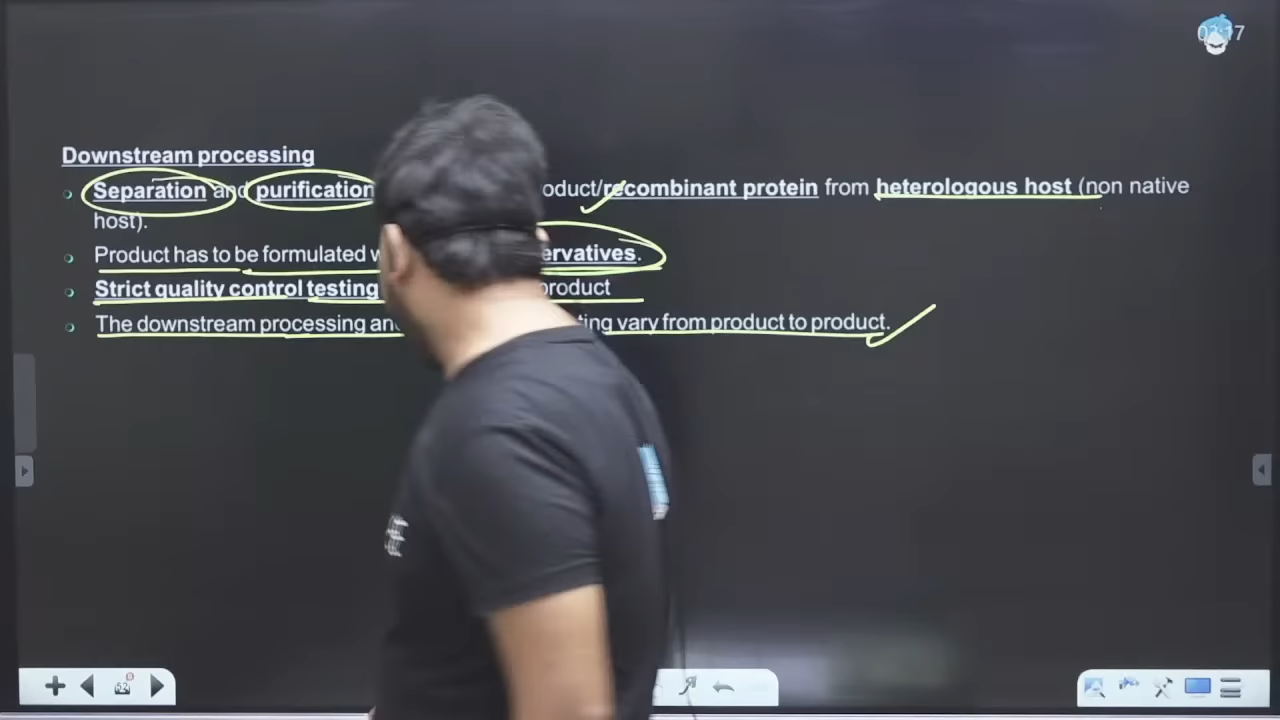 Downstream processing
Separation and purification oduct/recombinant protein from heterologous host (non native
host).
Product has to be formulated ervatives.
Strict quality control testing product
The downstream processing and ting vary from product to product.